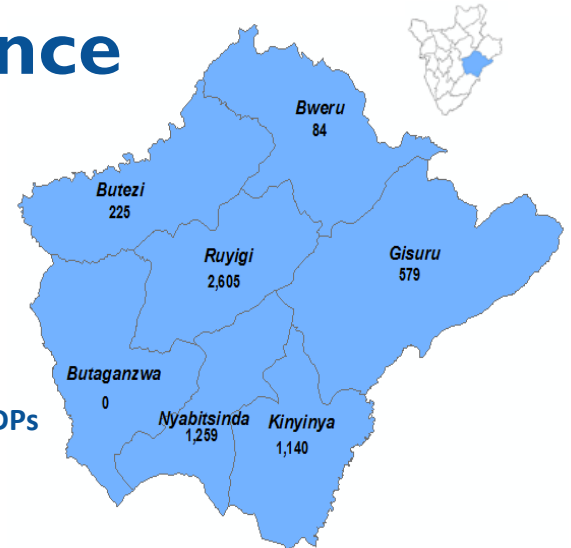 nce
Bweru
84
Butezi
225
Ruyigi
2,605
Gisuru
579
Butaganzwa
0
DPs
Nyabitsinda
1,259
Kinyinya
1,140